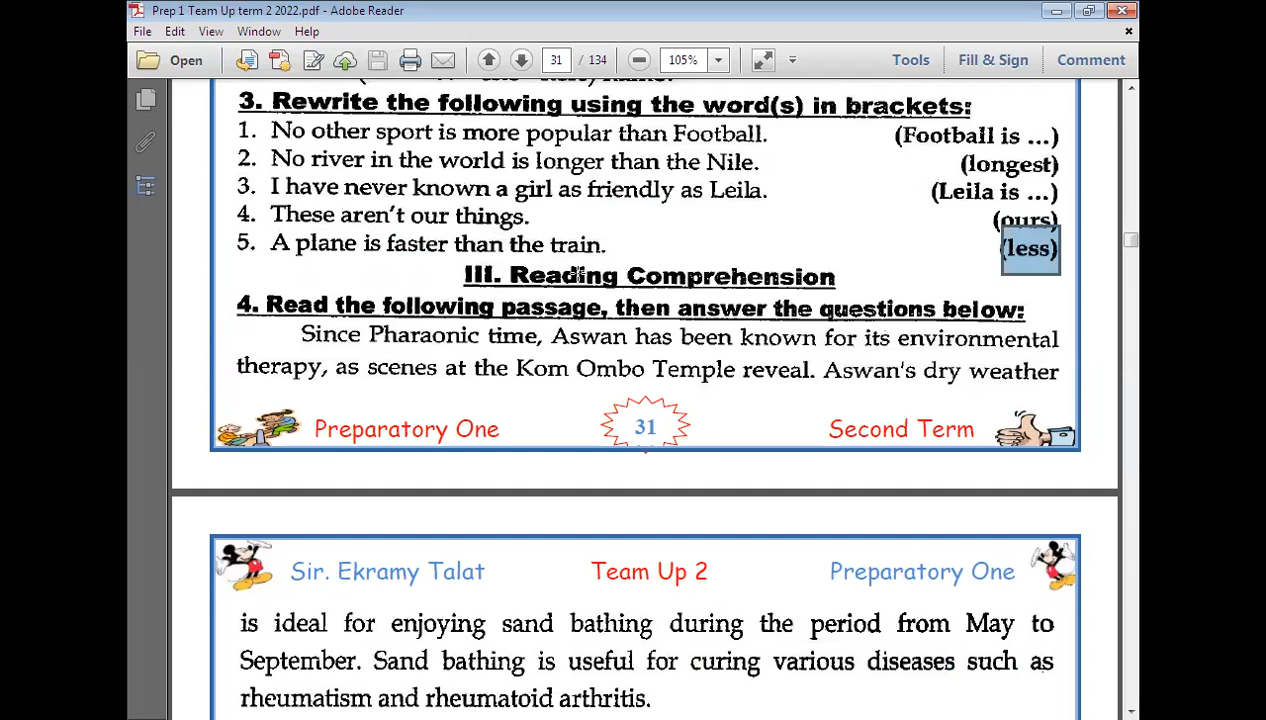 Prep 1 Team Up term 2 2022.pdf - Adobe Reader
File Edit View Window Help
Open 31 / 134 105% Tools Fill & Sign Comment
3. Rewrite the following using the word(s) in brackets:
1. No other sport is more popular than Football. (Football is ...)
2. No river in the world is longer than the Nile. (longest)
3. I have never known a girl as friendly as Leila. (Leila is ...)
4. These aren't our things. (ours)
5. A plane is faster than the train. (less)
III. Reading Comprehension
4. Read the following passage, then answer the questions below:
Since Pharaonic time, Aswan has been known for its environmental
therapy, as scenes at the Kom Ombo Temple reveal. Aswan's dry weather
Preparatory One 31 Second Term
Sir. Ekramy Talat Team Up 2 Preparatory One
is ideal for enjoying sand bathing during the period from May to
September. Sand bathing is useful for curing various diseases such as
rheumatism and rheumatoid arthritis.